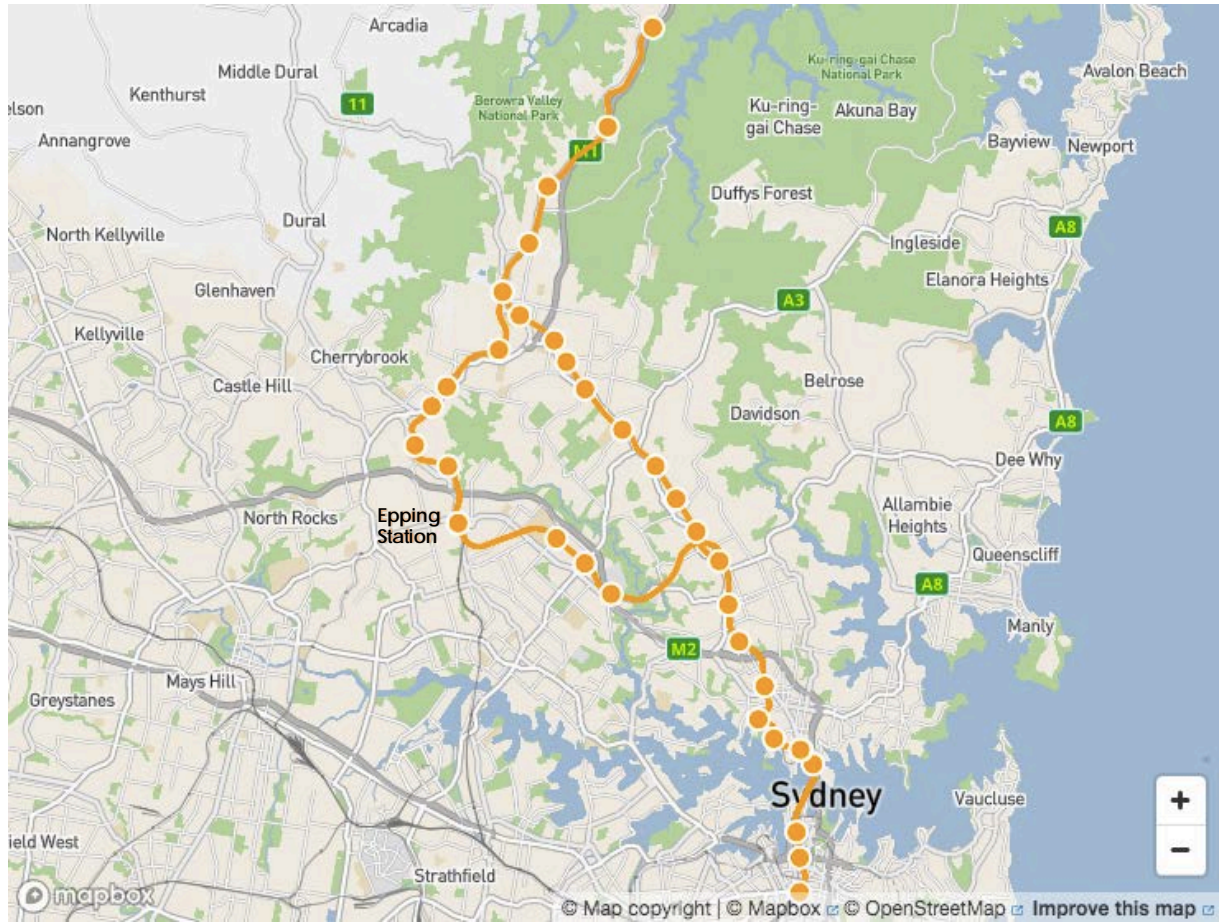 Arcadia
Middle Dural
Kenthurst
11
elson
Annangrove
Berowra Valley
National Park
Ku-ring-gai Chase
National Park
Avalon Beach
Ku-ring-
gai Chase
Akuna Bay
Bayview
Newport
M1
Duffys Forest
Dural
North Kellyville
A8
Ingleside
Elanora Heights
Glenhaven
A3
Kellyville
Cherrybrook
Castle Hill
Belrose
Davidson
A8
Dee Why
North Rocks
Epping
Station
Allambie
Heights
Queenscliff
A8
Manly
M2
Mays Hill
Greystanes
Sydney
Vaucluse
+
−
ield West
Strathfield
mapbox
© Map copyright | © Mapbox © OpenStreetMap Improve this map